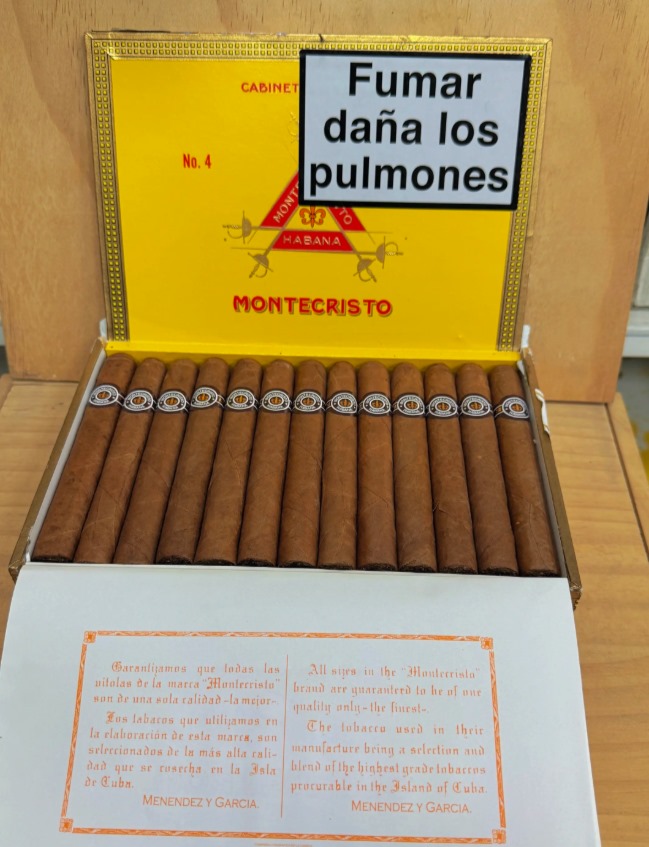 CABINET
Fumar
daña los
pulmones
No. 4
HABANA
MONTECRISTO
Garantizamos que todas las
vitolas de la marca "Montecristo"
son de una sola calidad-la mejor-
Los tabacos que utilizamos en
la elaboración de esta marca, son
seleccionados de la más alta cali-
dad que se cosecha en la Isla
de Cuba.
MENENDEZ Y GARCIA.
All sizes in the "Montecristo"
brand are guaranteed to be of one
quality only-the finest-.
The tobacco used in their
manufacture being a selection and
blend of the highest grade tobaccos
procurable in the Island of Cuba.
MENENDEZ Y GARCIA.